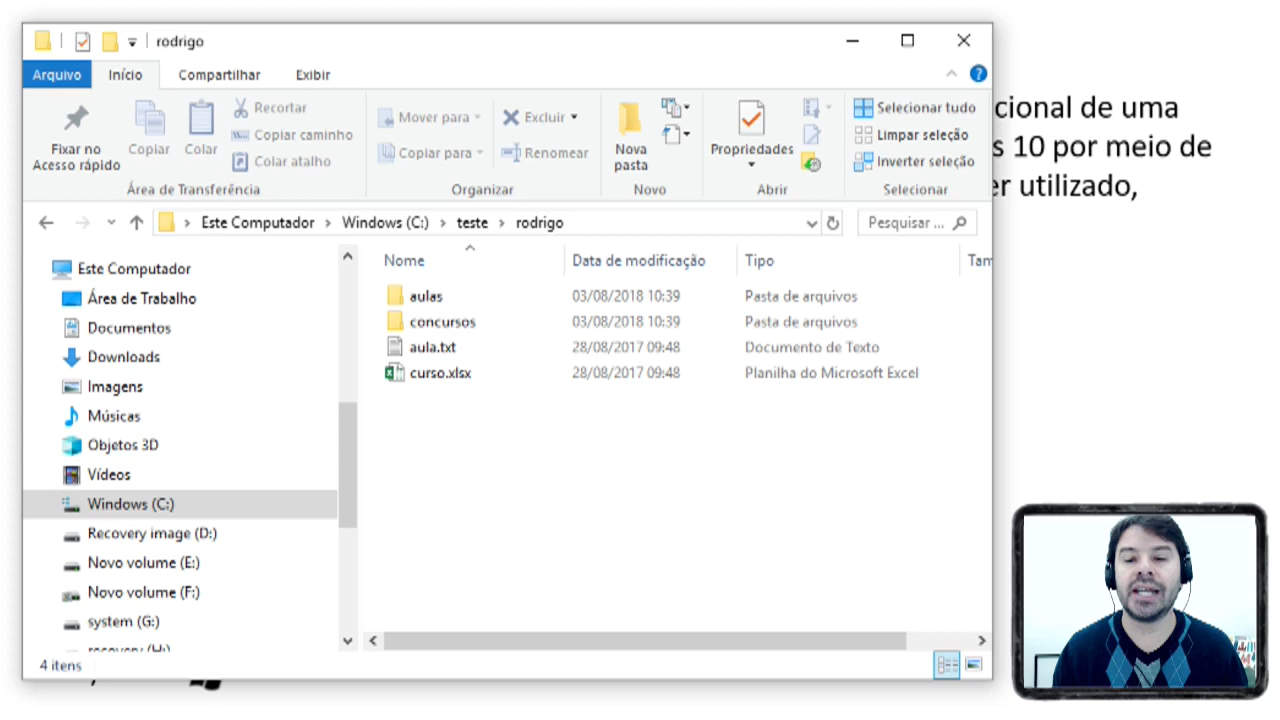 rodrigo
Arquivo Início Compartilhar Exibir
Fixar no Acesso rápido
Copiar
Colar
Recortar
Copiar caminho
Colar atalho
Área de Transferência
Mover para
Copiar para
Excluir
Renomear
Organizar
Nova pasta
Novo
Propriedades
Abrir
Selecionar tudo
Limpar seleção
Inverter seleção
Selecionar
cional de uma
s 10 por meio de
er utilizado,
Este Computador > Windows (C:) > teste > rodrigo
Pesquisar ...
Este Computador
Área de Trabalho
Documentos
Downloads
Imagens
Músicas
Objetos 3D
Vídeos
Windows (C:)
Recovery image (D:)
Novo volume (E:)
Novo volume (F:)
system (G:)
recovery (H:)
Nome Data de modificação Tipo Tam
aulas 03/08/2018 10:39 Pasta de arquivos
concursos 03/08/2018 10:39 Pasta de arquivos
aula.txt 28/08/2017 09:48 Documento de Texto
curso.xlsx 28/08/2017 09:48 Planilha do Microsoft Excel
4 itens